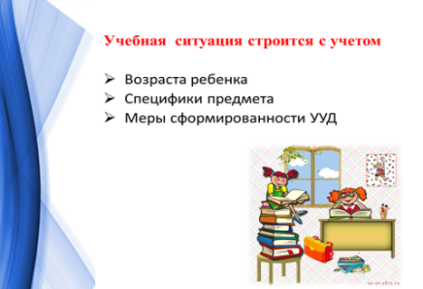 Учебная ситуация строится с учетом
Возраста ребенка
Специфики предмета
Меры сформированности УУД